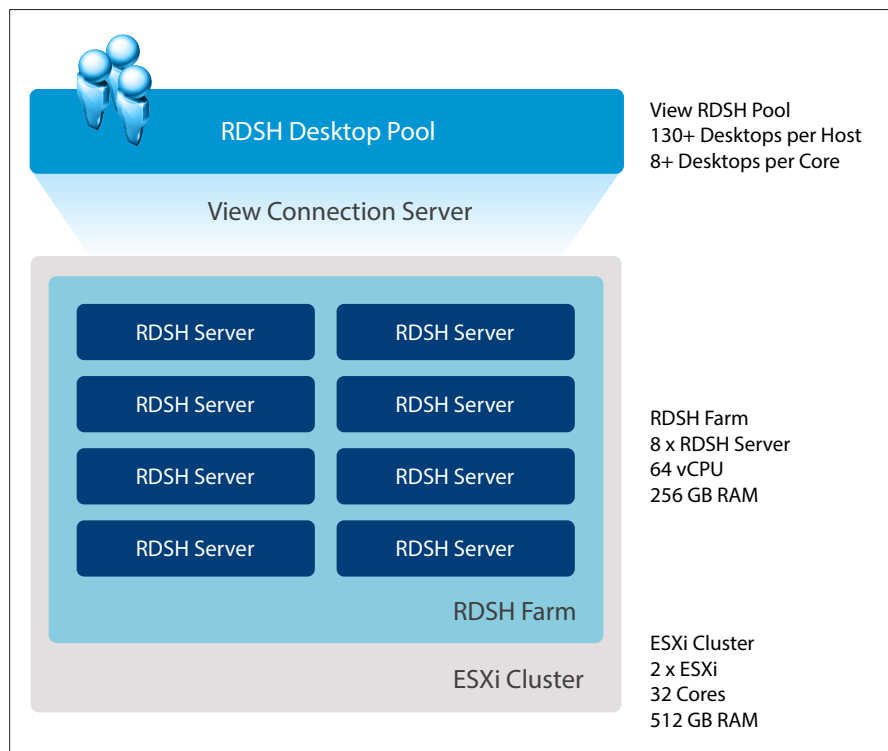 RDSH Desktop Pool
View RDSH Pool
130+ Desktops per Host
8+ Desktops per Core
View Connection Server
RDSH Server
RDSH Server
RDSH Server
RDSH Server
RDSH Server
RDSH Server
RDSH Server
RDSH Server
RDSH Farm
RDSH Farm
8 x RDSH Server
64 vCPU
256 GB RAM
ESXi Cluster
ESXi Cluster
2 x ESXi
32 Cores
512 GB RAM